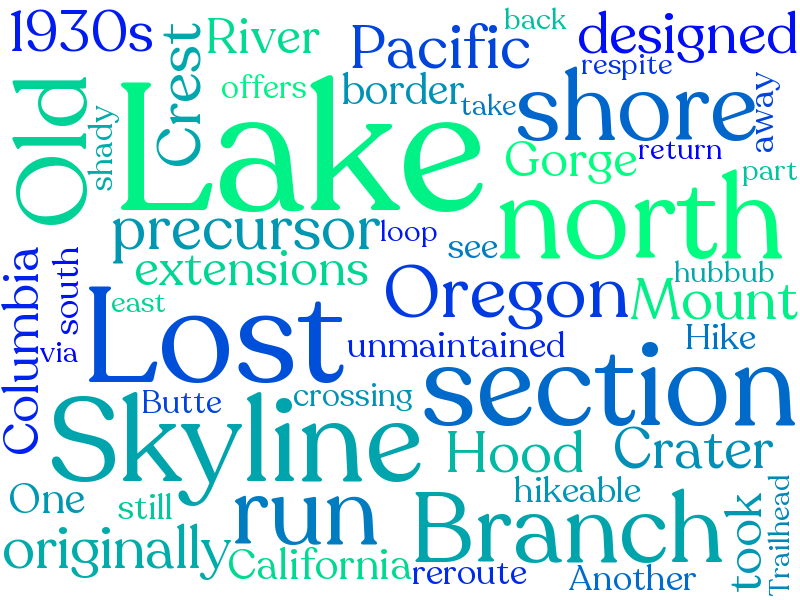 1930s
River
Crest
Pacific
back
designed
respite
offers
border
take
shore
away
Old
shady
Lake
Gorge
return
part
precursor
loop
see
north
extensions
hubbub
Columbia
south
east
Oregon
Mount
via
Lost
unmaintained
Hike
Butte
crossing
section
Skyline
Hood
Crater
One
still
run
hikeable
Branch
took
Trailhead
originally
California
reroute
Another